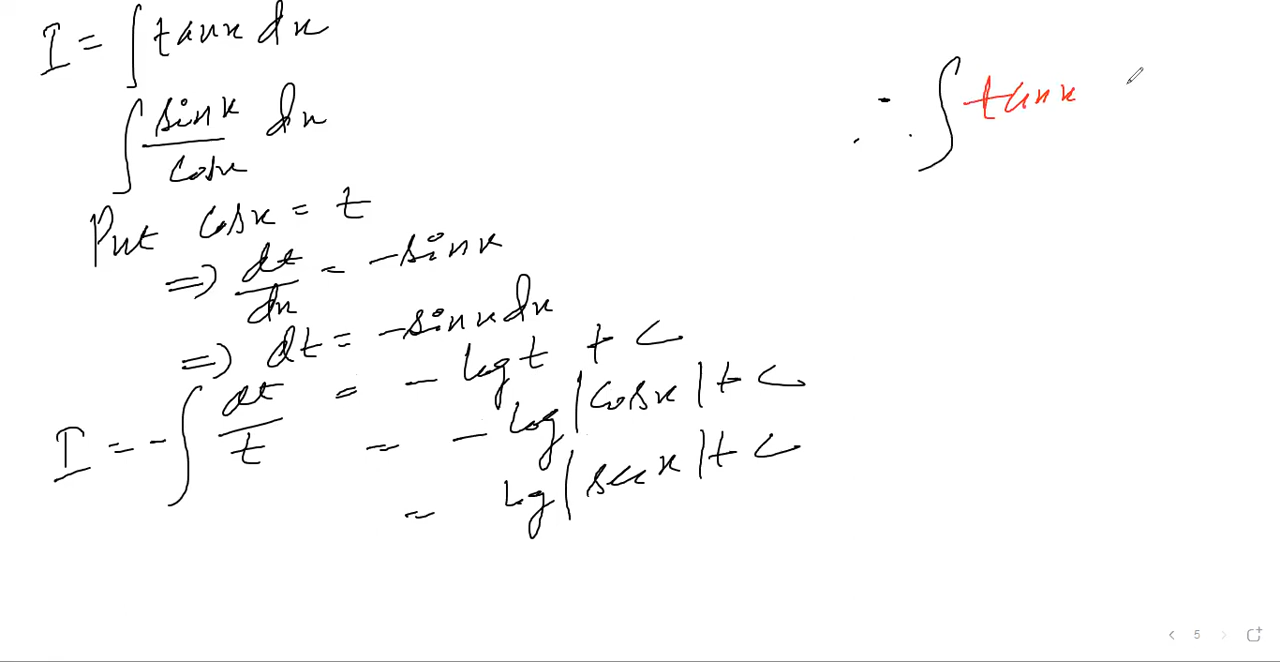 I = ∫ tanx dx
∫ sinx/cosx dx
Put cosx = t
=> dt/dx = -sinx
=> dt = -sinx dx
I = -∫ dt/t = - log t + c
= - log|cosx| + c
= log|secx| + c
∴ ∫ tanx
5